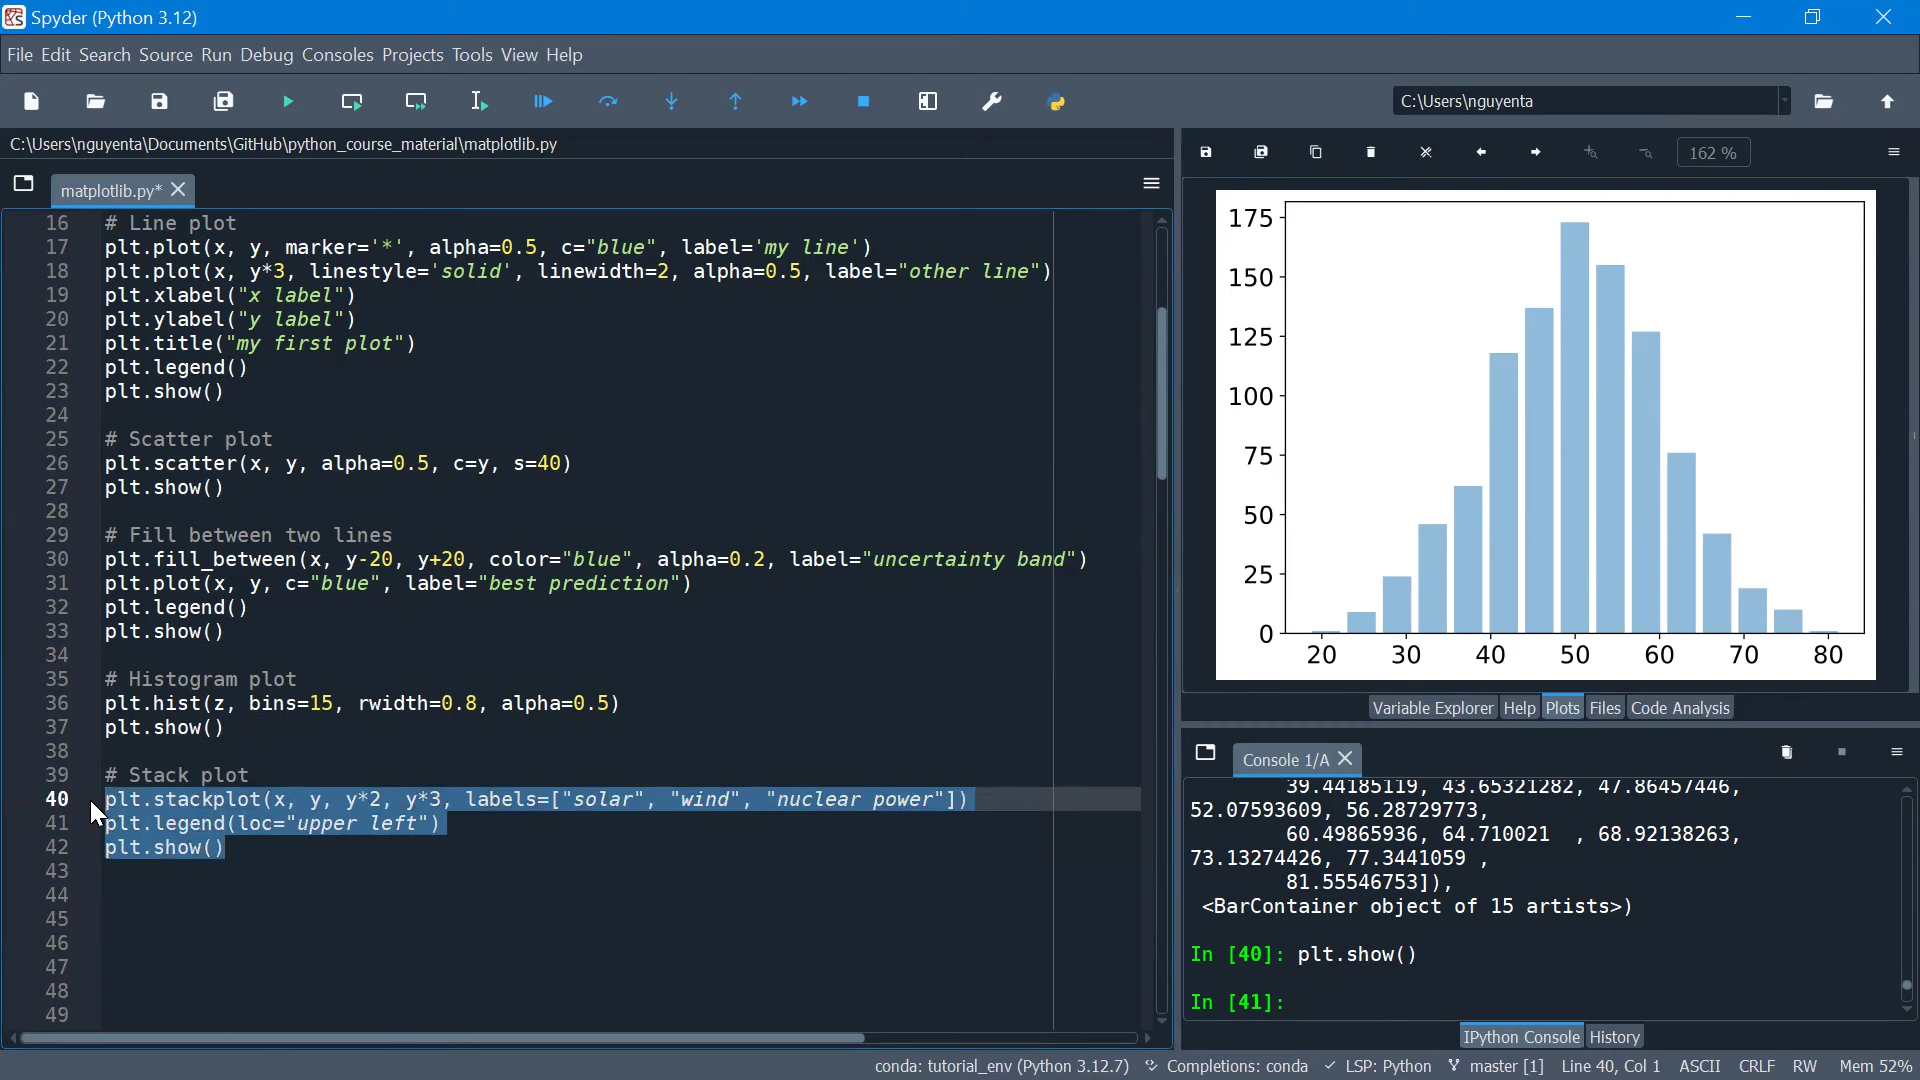 Spyder (Python 3.12)
File Edit Search Source Run Debug Consoles Projects Tools View Help
C:\Users\nguyenta
C:\Users\nguyenta\Documents\GitHub\python_course_material\matplotlib.py
matplotlib.py*
16 # Line plot
17 plt.plot(x, y, marker='*', alpha=0.5, c="blue", label='my line')
18 plt.plot(x, y*3, linestyle='solid', linewidth=2, alpha=0.5, label="other line")
19 plt.xlabel("x label")
20 plt.ylabel("y label")
21 plt.title("my first plot")
22 plt.legend()
23 plt.show()
24
25 # Scatter plot
26 plt.scatter(x, y, alpha=0.5, c=y, s=40)
27 plt.show()
28
29 # Fill between two lines
30 plt.fill_between(x, y-20, y+20, color="blue", alpha=0.2, label="uncertainty band")
31 plt.plot(x, y, c="blue", label="best prediction")
32 plt.legend()
33 plt.show()
34
35 # Histogram plot
36 plt.hist(z, bins=15, rwidth=0.8, alpha=0.5)
37 plt.show()
38
39 # Stack plot
40 plt.stackplot(x, y, y*2, y*3, labels=["solar", "wind", "nuclear power"])
41 plt.legend(loc="upper left")
42 plt.show()
43
44
45
46
47
48
49
162 %
175
150
125
100
75
50
25
0
20 30 40 50 60 70 80
Variable Explorer Help Plots Files Code Analysis
Console 1/A
39.44185119, 43.65321282, 47.86457446,
52.07593609, 56.28729773,
60.49865936, 64.710021 , 68.92138263,
73.13274426, 77.3441059 ,
81.55546753]),
<BarContainer object of 15 artists>)
In [40]: plt.show()
In [41]:
IPython Console History
conda: tutorial_env (Python 3.12.7) Completions: conda LSP: Python master [1] Line 40, Col 1 ASCII CRLF RW Mem 52%